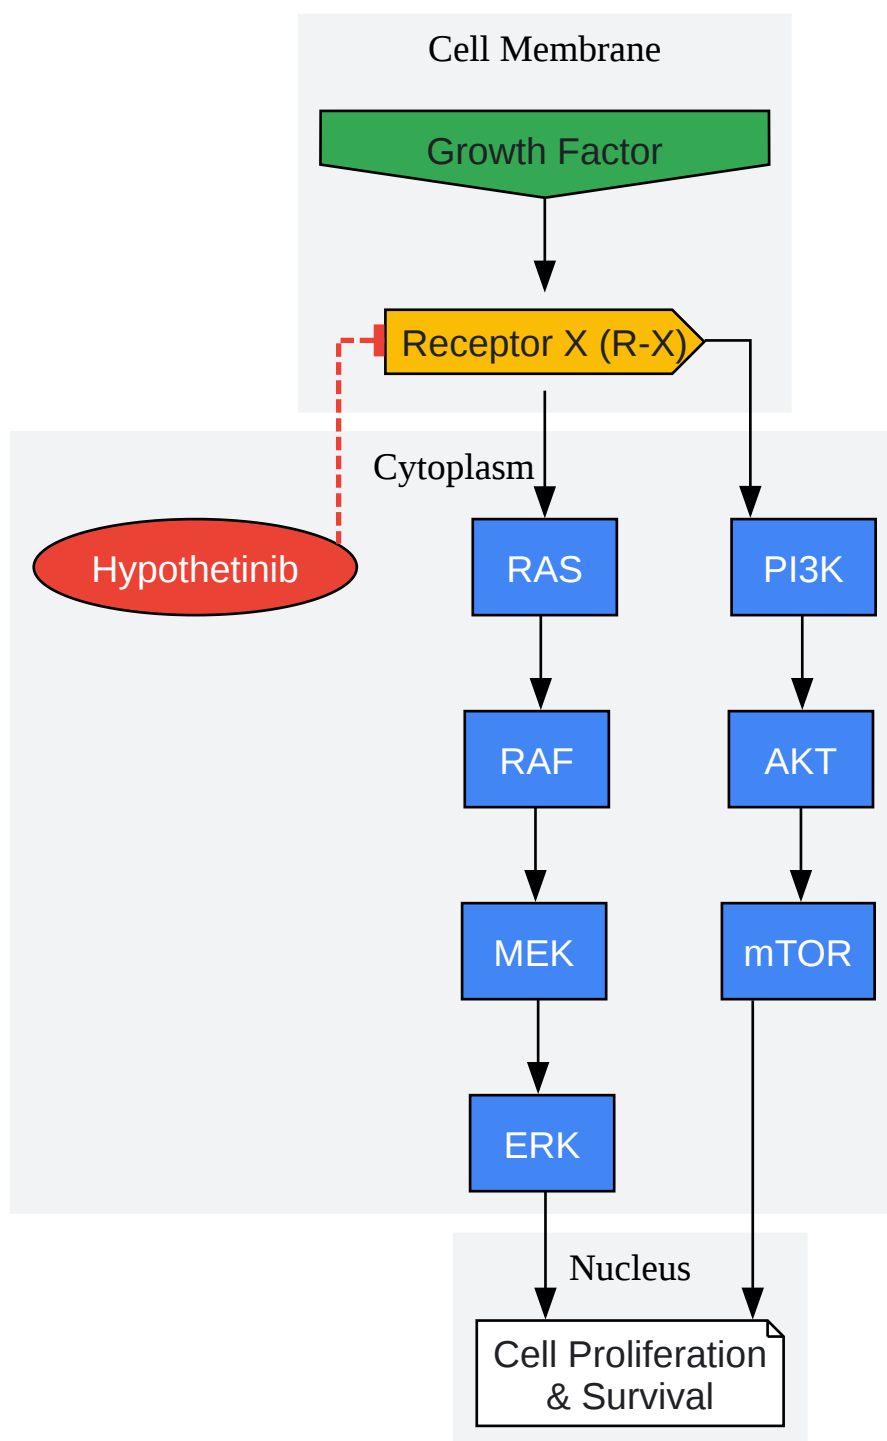 Cell Membrane
Growth Factor
Receptor X (R-X)
Cytoplasm
Hypothetinib
RAS
PI3K
RAF
AKT
MEK
mTOR
ERK
Nucleus
Cell Proliferation
& Survival